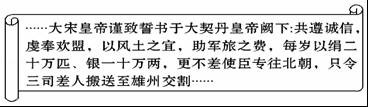 ……大宋皇帝谨致誓书于大契丹皇帝阙下:共遵诚信，
虔奉欢盟，以风土之宜，助军旅之费，每岁以绢二
十万匹、银一十万两，更不差使臣专往北朝，只令
三司差人搬送至雄州交割……